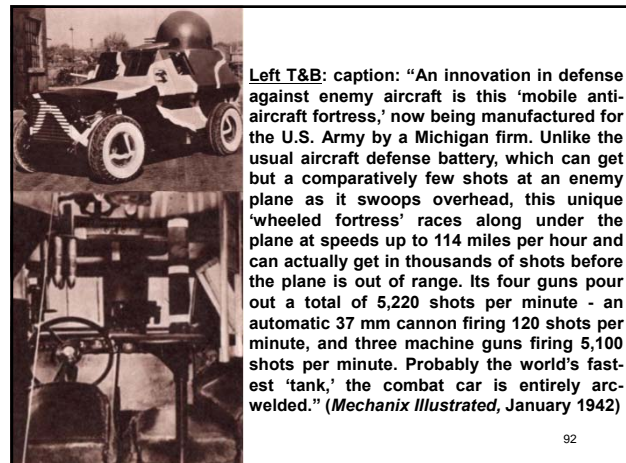 Left T&B: caption: “An innovation in defense
against enemy aircraft is this ‘mobile anti-
aircraft fortress,’ now being manufactured for
the U.S. Army by a Michigan firm. Unlike the
usual aircraft defense battery, which can get
but a comparatively few shots at an enemy
plane as it swoops overhead, this unique
‘wheeled fortress’ races along under the
plane at speeds up to 114 miles per hour and
can actually get in thousands of shots before
the plane is out of range. Its four guns pour
out a total of 5,220 shots per minute - an
automatic 37 mm cannon firing 120 shots per
minute, and three machine guns firing 5,100
shots per minute. Probably the world’s fast-
est ‘tank,’ the combat car is entirely arc-
welded.” (Mechanix Illustrated, January 1942)
92